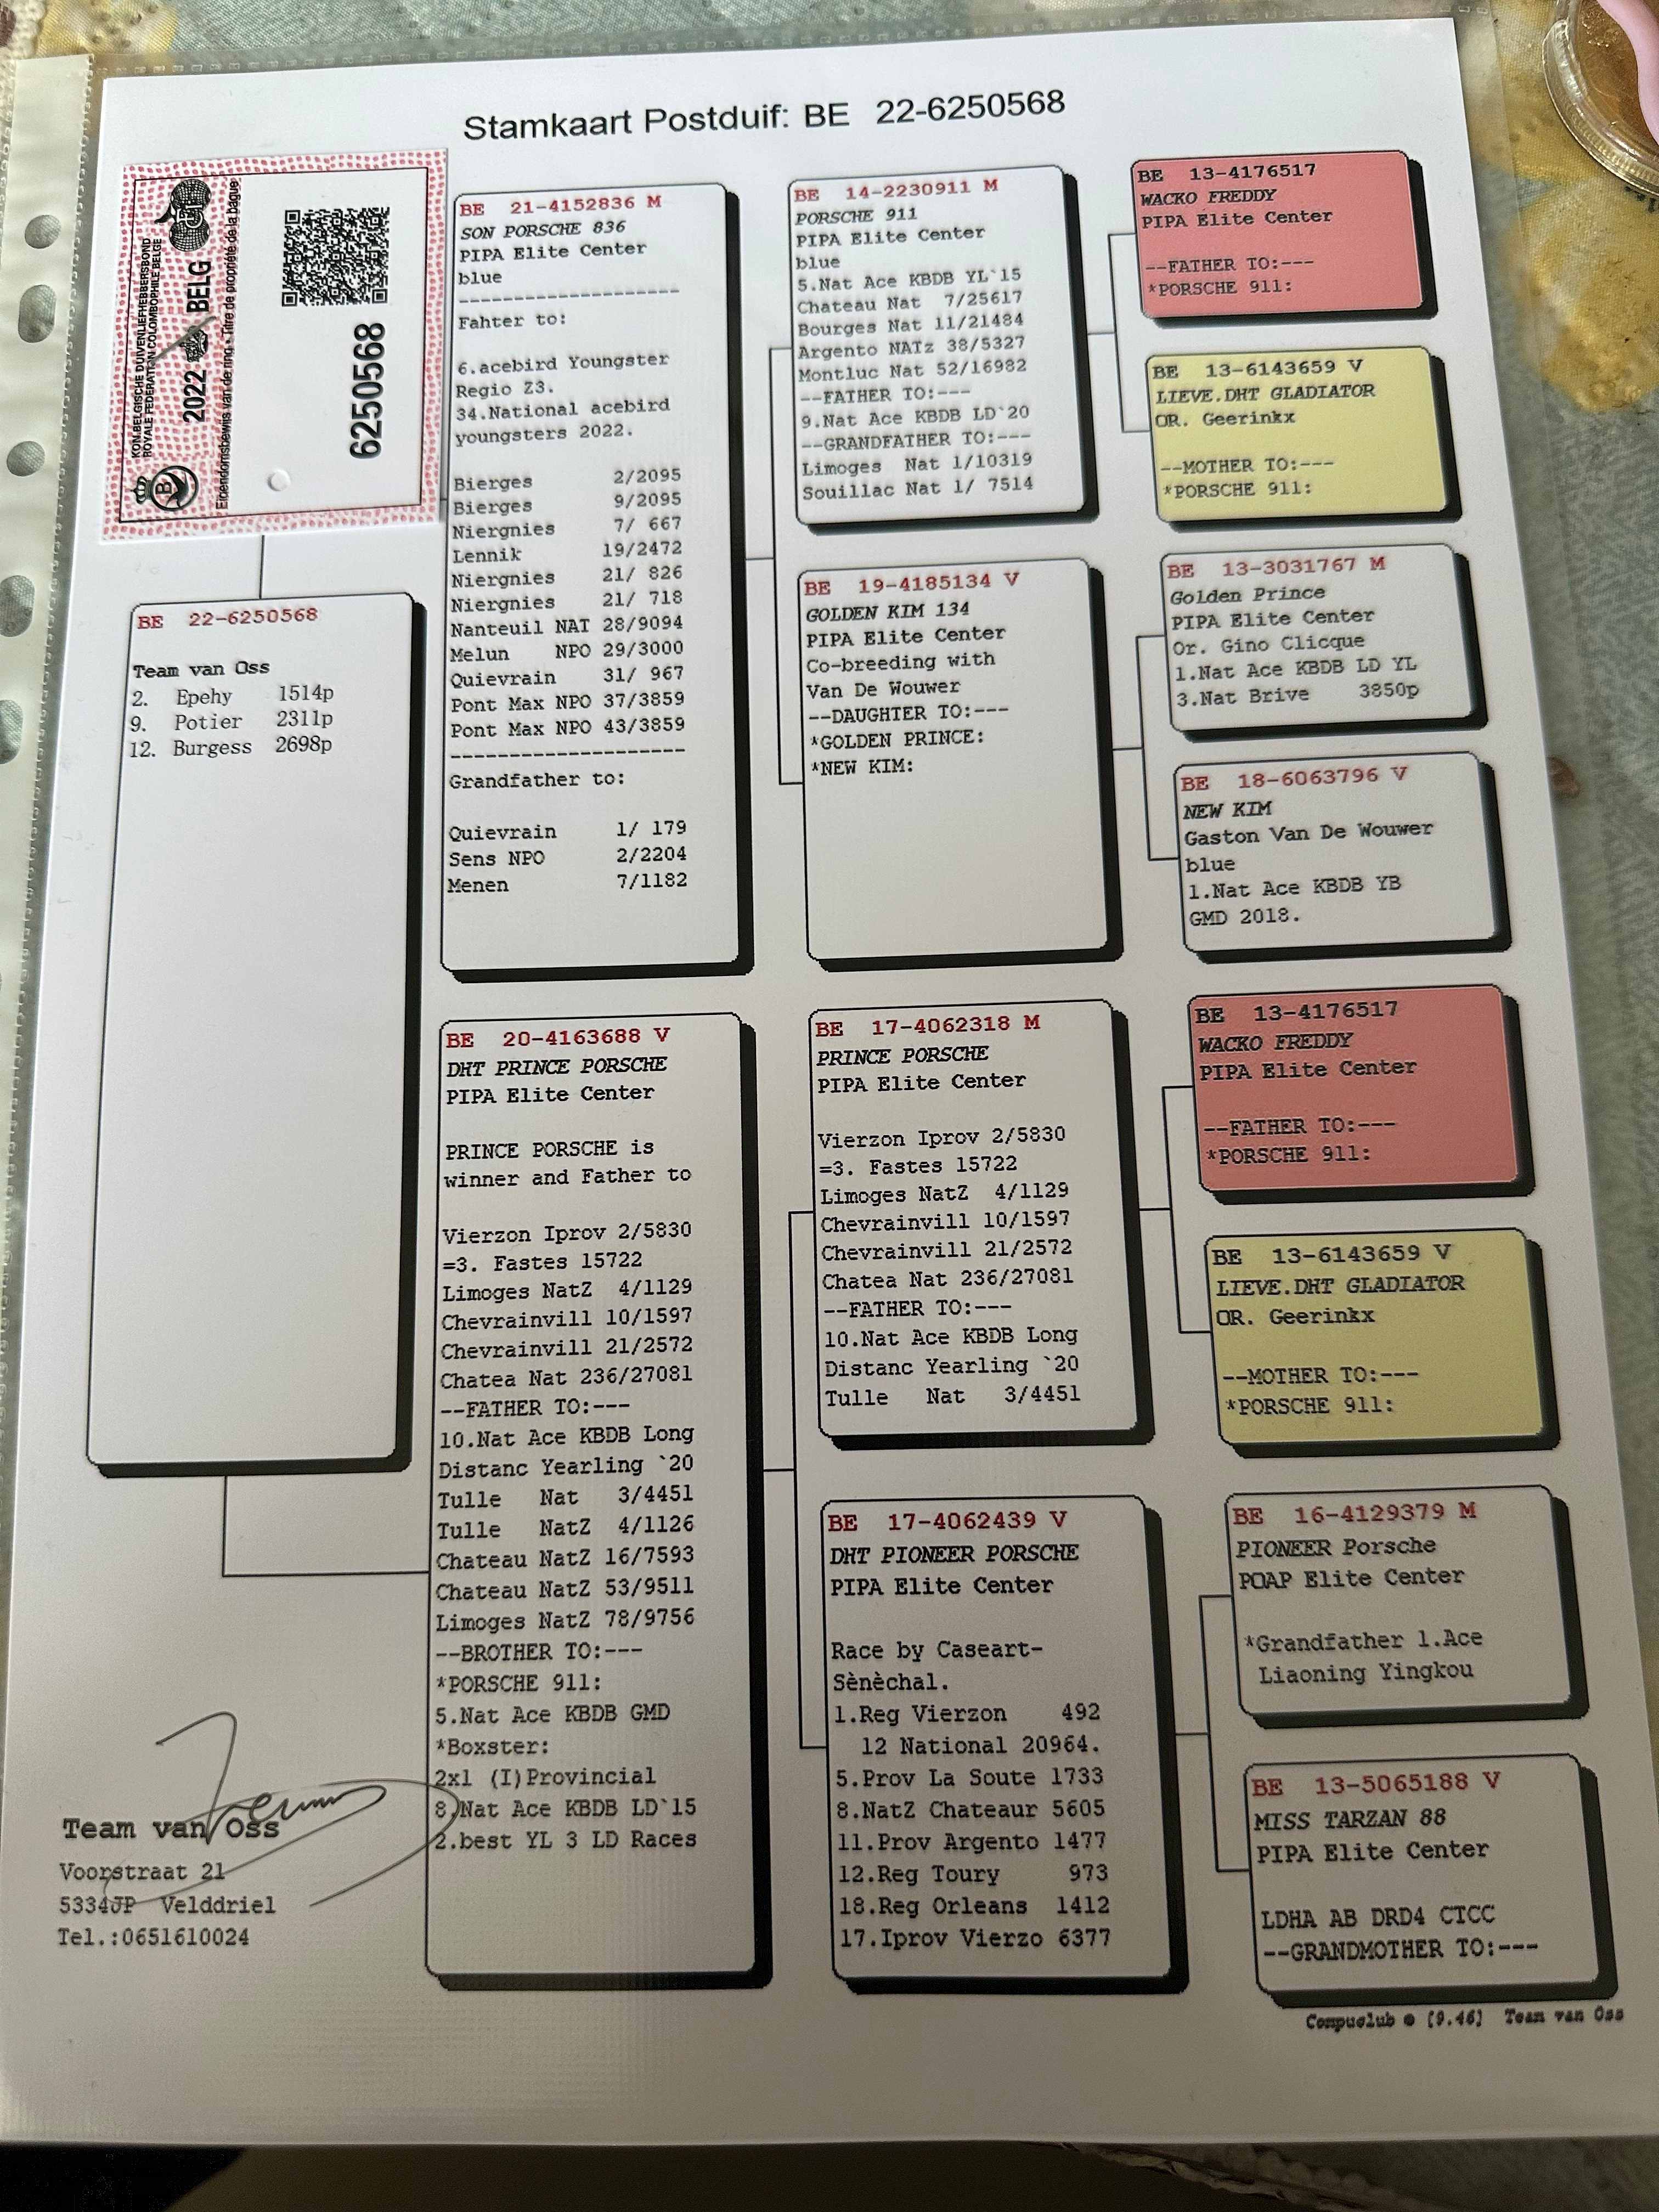 Stamkaart Postduif: BE 22-6250568
KON.BELGISCHE DUIVENLIEFHEBBERSBOND
ROYALE FEDERATION COLOMBOPHILE BELGE
2022 BELG
Eigendomsbewijs van de ring - Titre de propriété de la bague
6250568
BE 22-6250568
Team van Oss
2. Epehy 1514p
9. Potier 2311p
12. Burgess 2698p
BE 21-4152836 M
SON PORSCHE 836
PIPA Elite Center
blue
--------------------
Fahter to:
6.acebird Youngster
Regio Z3.
34.National acebird
youngsters 2022.
Bierges 2/2095
Bierges 9/2095
Niergnies 7/ 667
Lennik 19/2472
Niergnies 21/ 826
Niergnies 21/ 718
Nanteuil NAT 28/9094
Melun NPO 29/3000
Quievrain 31/ 967
Pont Max NPO 37/3859
Pont Max NPO 43/3859
--------------------
Grandfather to:
Quievrain 1/ 179
Sens NPO 2/2204
Menen 7/1182
BE 20-4163688 V
DHT PRINCE PORSCHE
PIPA Elite Center
PRINCE PORSCHE is
winner and Father to
Vierzon Iprov 2/5830
=3. Fastes 15722
Limoges NatZ 4/1129
Chevrainvill 10/1597
Chevrainvill 21/2572
Chatea Nat 236/27081
--FATHER TO:---
10.Nat Ace KBDB Long
Distanc Yearling `20
Tulle Nat 3/4451
Tulle NatZ 4/1126
Chateau NatZ 16/7593
Chateau NatZ 53/9511
Limoges NatZ 78/9756
--BROTHER TO:---
*PORSCHE 911:
5.Nat Ace KBDB GMD
*Boxster:
2x1 (I)Provincial
8.Nat Ace KBDB LD`15
2.best YL 3 LD Races
BE 14-2230911 M
PORSCHE 911
PIPA Elite Center
blue
5.Nat Ace KBDB YL`15
Chateau Nat 7/25617
Bourges Nat 11/21484
Argento NATz 38/5327
Montluc Nat 52/16982
--FATHER TO:---
9.Nat Ace KBDB LD`20
--GRANDFATHER TO:---
Limoges Nat 1/10319
Souillac Nat 1/ 7514
BE 19-4185134 V
GOLDEN KIM 134
PIPA Elite Center
Co-breeding with
Van De Wouwer
--DAUGHTER TO:---
*GOLDEN PRINCE:
*NEW KIM:
BE 17-4062318 M
PRINCE PORSCHE
PIPA Elite Center
Vierzon Iprov 2/5830
=3. Fastes 15722
Limoges NatZ 4/1129
Chevrainvill 10/1597
Chevrainvill 21/2572
Chatea Nat 236/27081
--FATHER TO:---
10.Nat Ace KBDB Long
Distanc Yearling `20
Tulle Nat 3/4451
BE 17-4062439 V
DHT PIONEER PORSCHE
PIPA Elite Center
Race by Caseart-
Sènèchal.
1.Reg Vierzon 492
12 National 20964.
5.Prov La Soute 1733
8.NatZ Chateaur 5605
11.Prov Argento 1477
12.Reg Toury 973
18.Reg Orleans 1412
17.Iprov Vierzo 6377
BE 13-4176517
WACKO FREDDY
PIPA Elite Center
--FATHER TO:---
*PORSCHE 911:
BE 13-6143659 V
LIEVE.DHT GLADIATOR
OR. Geerinkx
--MOTHER TO:---
*PORSCHE 911:
BE 13-3031767 M
Golden Prince
PIPA Elite Center
Or. Gino Clicque
1.Nat Ace KBDB LD YL
3.Nat Brive 3850p
BE 18-6063796 V
NEW KIM
Gaston Van De Wouwer
blue
1.Nat Ace KBDB YB
GMD 2018.
BE 13-4176517
WACKO FREDDY
PIPA Elite Center
--FATHER TO:---
*PORSCHE 911:
BE 13-6143659 V
LIEVE.DHT GLADIATOR
OR. Geerinkx
--MOTHER TO:---
*PORSCHE 911:
BE 16-4129379 M
PIONEER Porsche
POAP Elite Center
*Grandfather 1.Ace
Liaoning Yingkou
BE 13-5065188 V
MISS TARZAN 88
PIPA Elite Center
LDHA AB DRD4 CTCC
--GRANDMOTHER TO:---
Team van Oss
Voorstraat 21
5334JP Velddriel
Tel.:0651610024
Compuclub © [9.46] Team van Oss